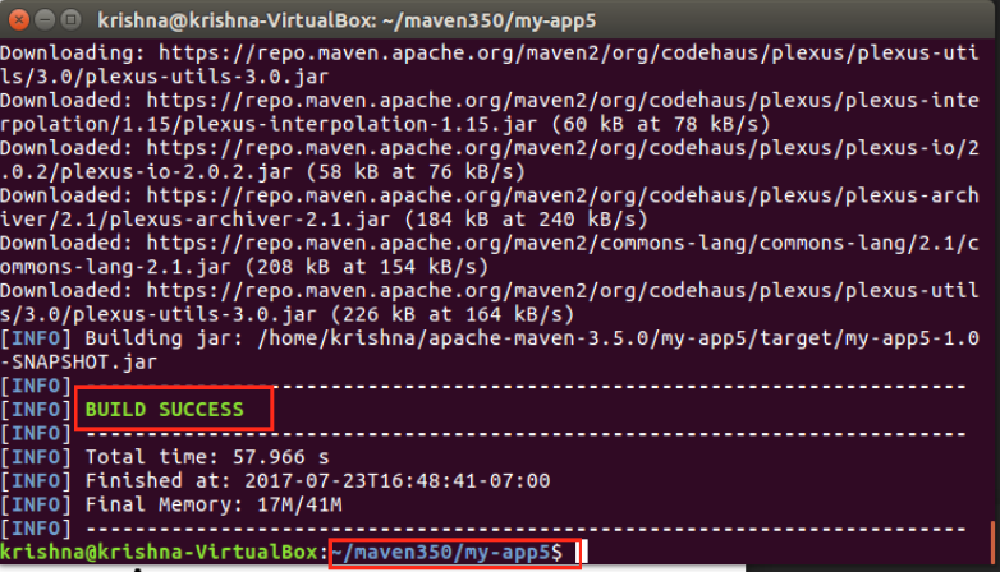 krishna@krishna-VirtualBox: ~/maven350/my-app5
Downloading: https://repo.maven.apache.org/maven2/org/codehaus/plexus/plexus-uti
ls/3.0/plexus-utils-3.0.jar
Downloaded: https://repo.maven.apache.org/maven2/org/codehaus/plexus/plexus-inte
rpolation/1.15/plexus-interpolation-1.15.jar (60 kB at 78 kB/s)
Downloaded: https://repo.maven.apache.org/maven2/org/codehaus/plexus/plexus-io/2
.0.2/plexus-io-2.0.2.jar (58 kB at 76 kB/s)
Downloaded: https://repo.maven.apache.org/maven2/org/codehaus/plexus/plexus-arch
iver/2.1/plexus-archiver-2.1.jar (184 kB at 240 kB/s)
Downloaded: https://repo.maven.apache.org/maven2/commons-lang/commons-lang/2.1/c
ommons-lang-2.1.jar (208 kB at 154 kB/s)
Downloaded: https://repo.maven.apache.org/maven2/org/codehaus/plexus/plexus-util
s/3.0/plexus-utils-3.0.jar (226 kB at 164 kB/s)
[INFO] Building jar: /home/krishna/apache-maven-3.5.0/my-app5/target/my-app5-1.0
-SNAPSHOT.jar
[INFO] ------------------------------------------------------------------------
[INFO] BUILD SUCCESS
[INFO] ------------------------------------------------------------------------
[INFO] Total time: 57.966 s
[INFO] Finished at: 2017-07-23T16:48:41-07:00
[INFO] Final Memory: 17M/41M
[INFO] ------------------------------------------------------------------------
krishna@krishna-VirtualBox:~/maven350/my-app5$